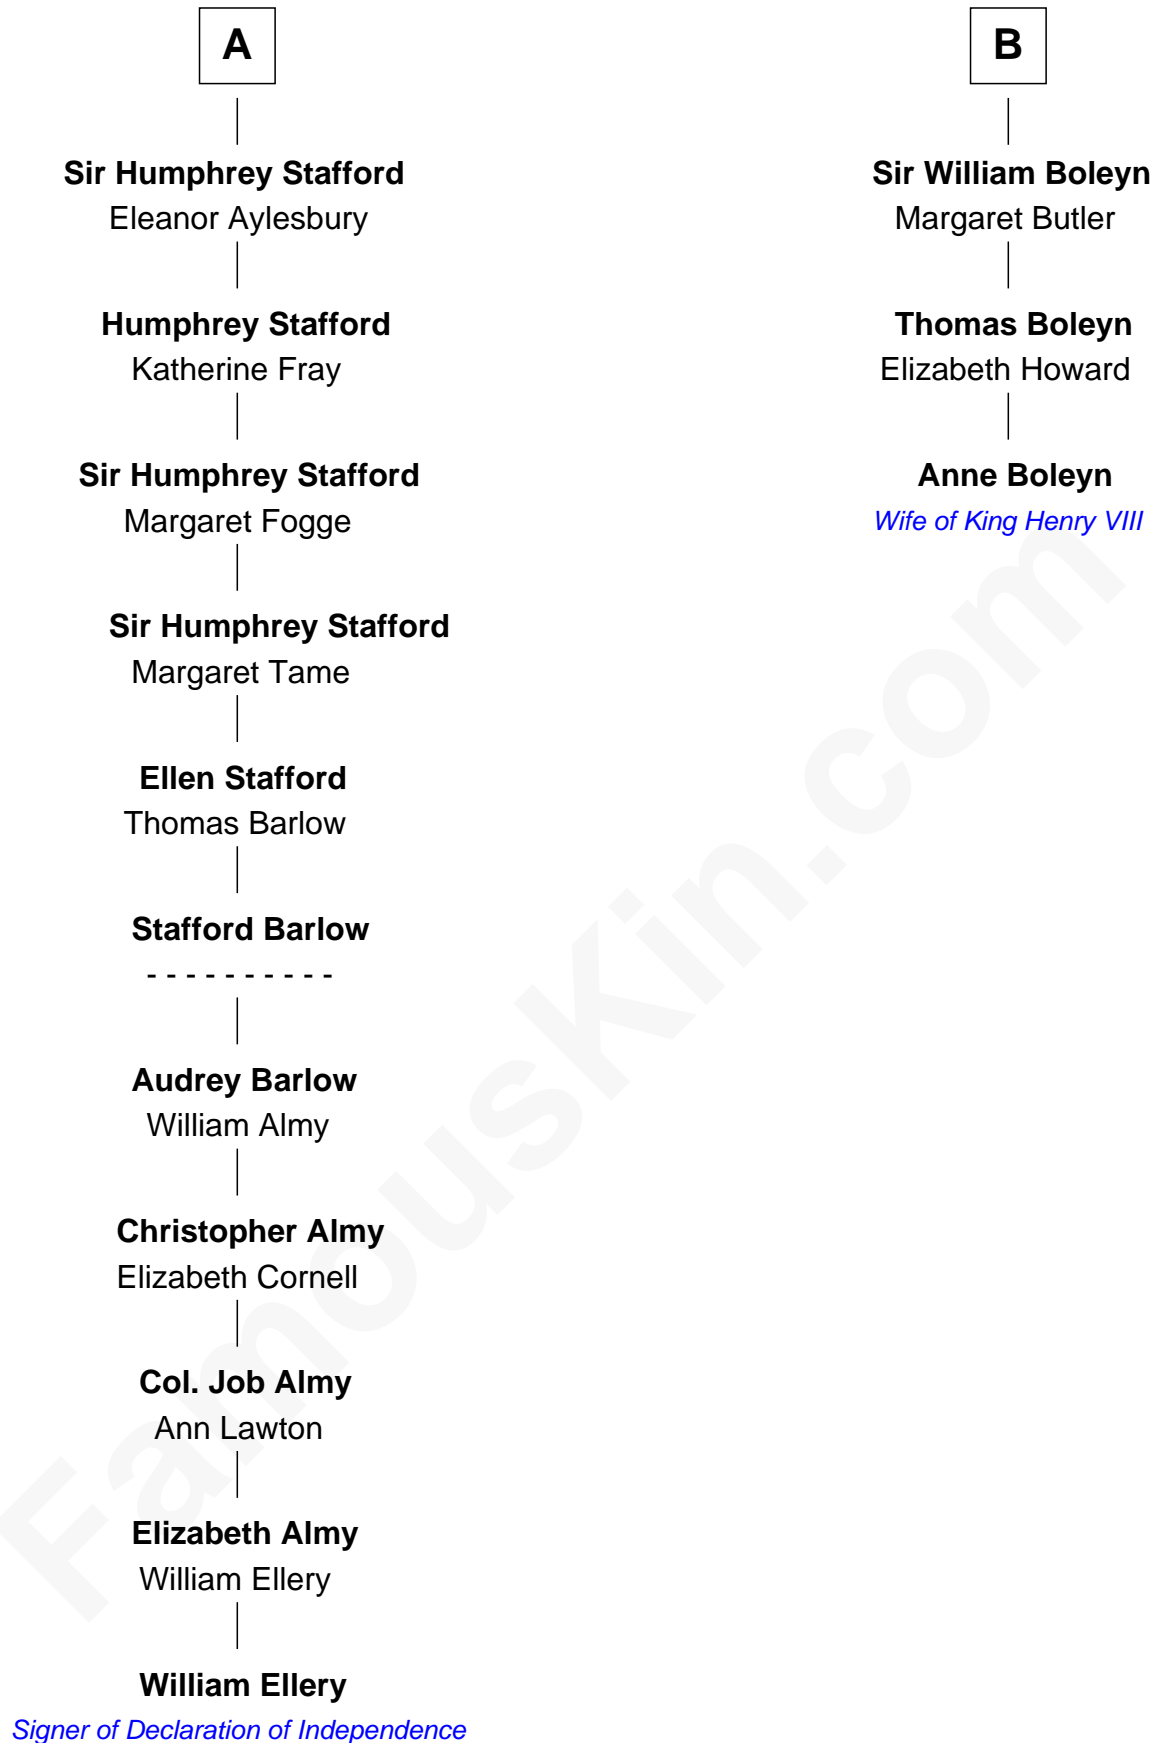 A
Sir Humphrey Stafford
Eleanor Aylesbury
Humphrey Stafford
Katherine Fray
Sir Humphrey Stafford
Margaret Fogge
Sir Humphrey Stafford
Margaret Tame
Ellen Stafford
Thomas Barlow
Stafford Barlow
- - - - - - - - - -
Audrey Barlow
William Almy
Christopher Almy
Elizabeth Cornell
Col. Job Almy
Ann Lawton
Elizabeth Almy
William Ellery
William Ellery
Signer of Declaration of Independence
B
Sir William Boleyn
Margaret Butler
Thomas Boleyn
Elizabeth Howard
Anne Boleyn
Wife of King Henry VIII
FamousKin.com